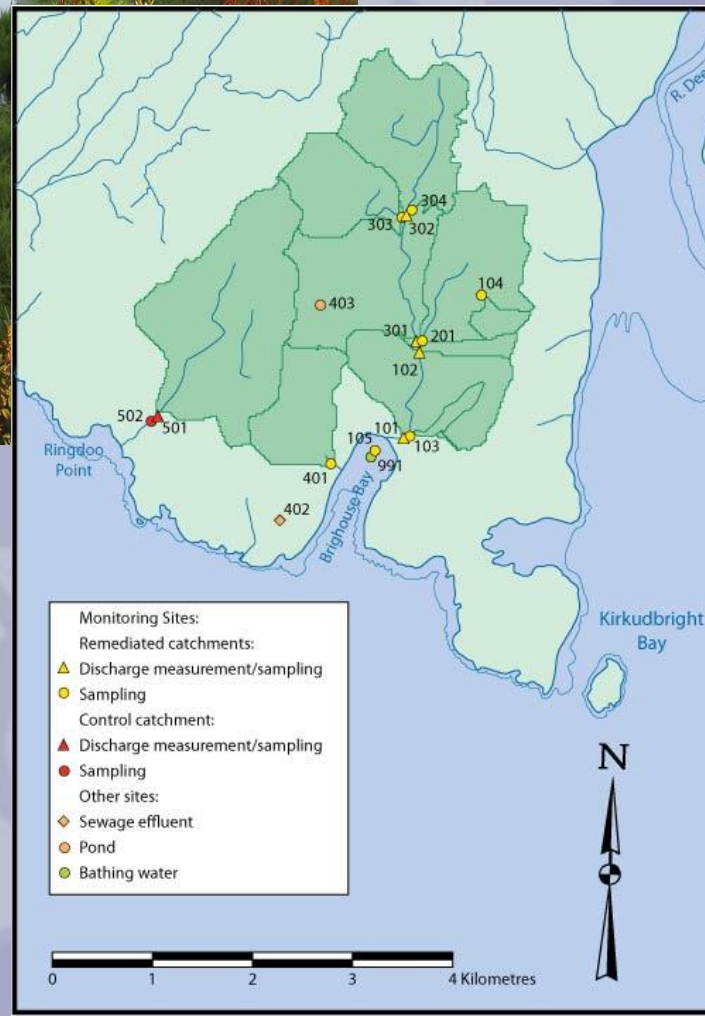 R. Dee
304
303
302
104
403
301
201
102
502
501
101
105
103
991
401
402
Ringdoo
Point
Brighouse Bay
Kirkudbright
Bay
Monitoring Sites:
Remediated catchments:
Discharge measurement/sampling
Sampling
Control catchment:
Discharge measurement/sampling
Sampling
Other sites:
Sewage effluent
Pond
Bathing water
N
0 1 2 3 4 Kilometres